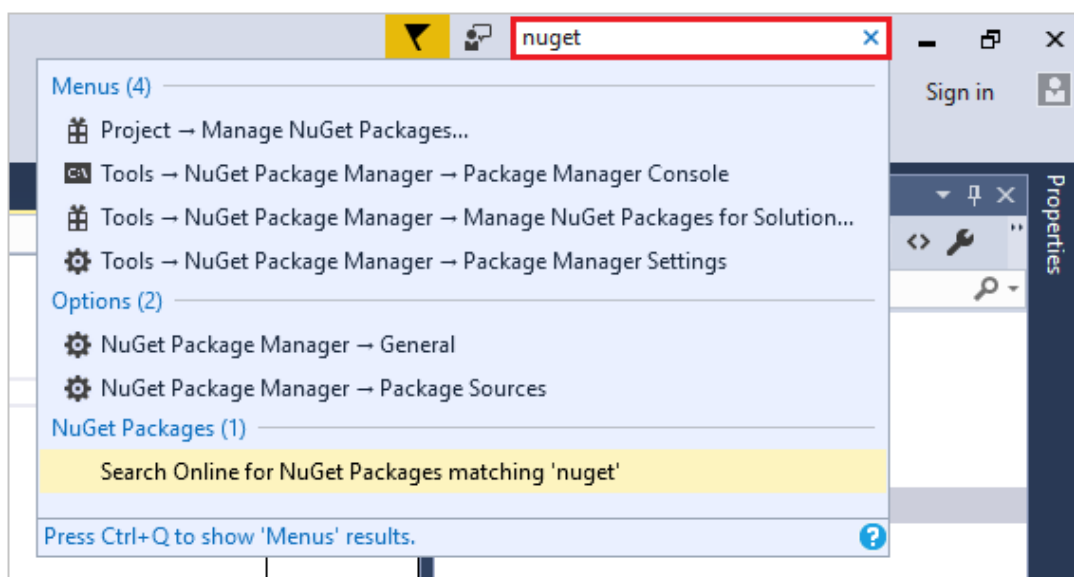 nuget
Sign in
Menus (4)
Project → Manage NuGet Packages...
C:\ Tools → NuGet Package Manager → Package Manager Console
Tools → NuGet Package Manager → Manage NuGet Packages for Solution...
Tools → NuGet Package Manager → Package Manager Settings
Options (2)
NuGet Package Manager → General
NuGet Package Manager → Package Sources
NuGet Packages (1)
Search Online for NuGet Packages matching 'nuget'
Press Ctrl+Q to show 'Menus' results.
Properties